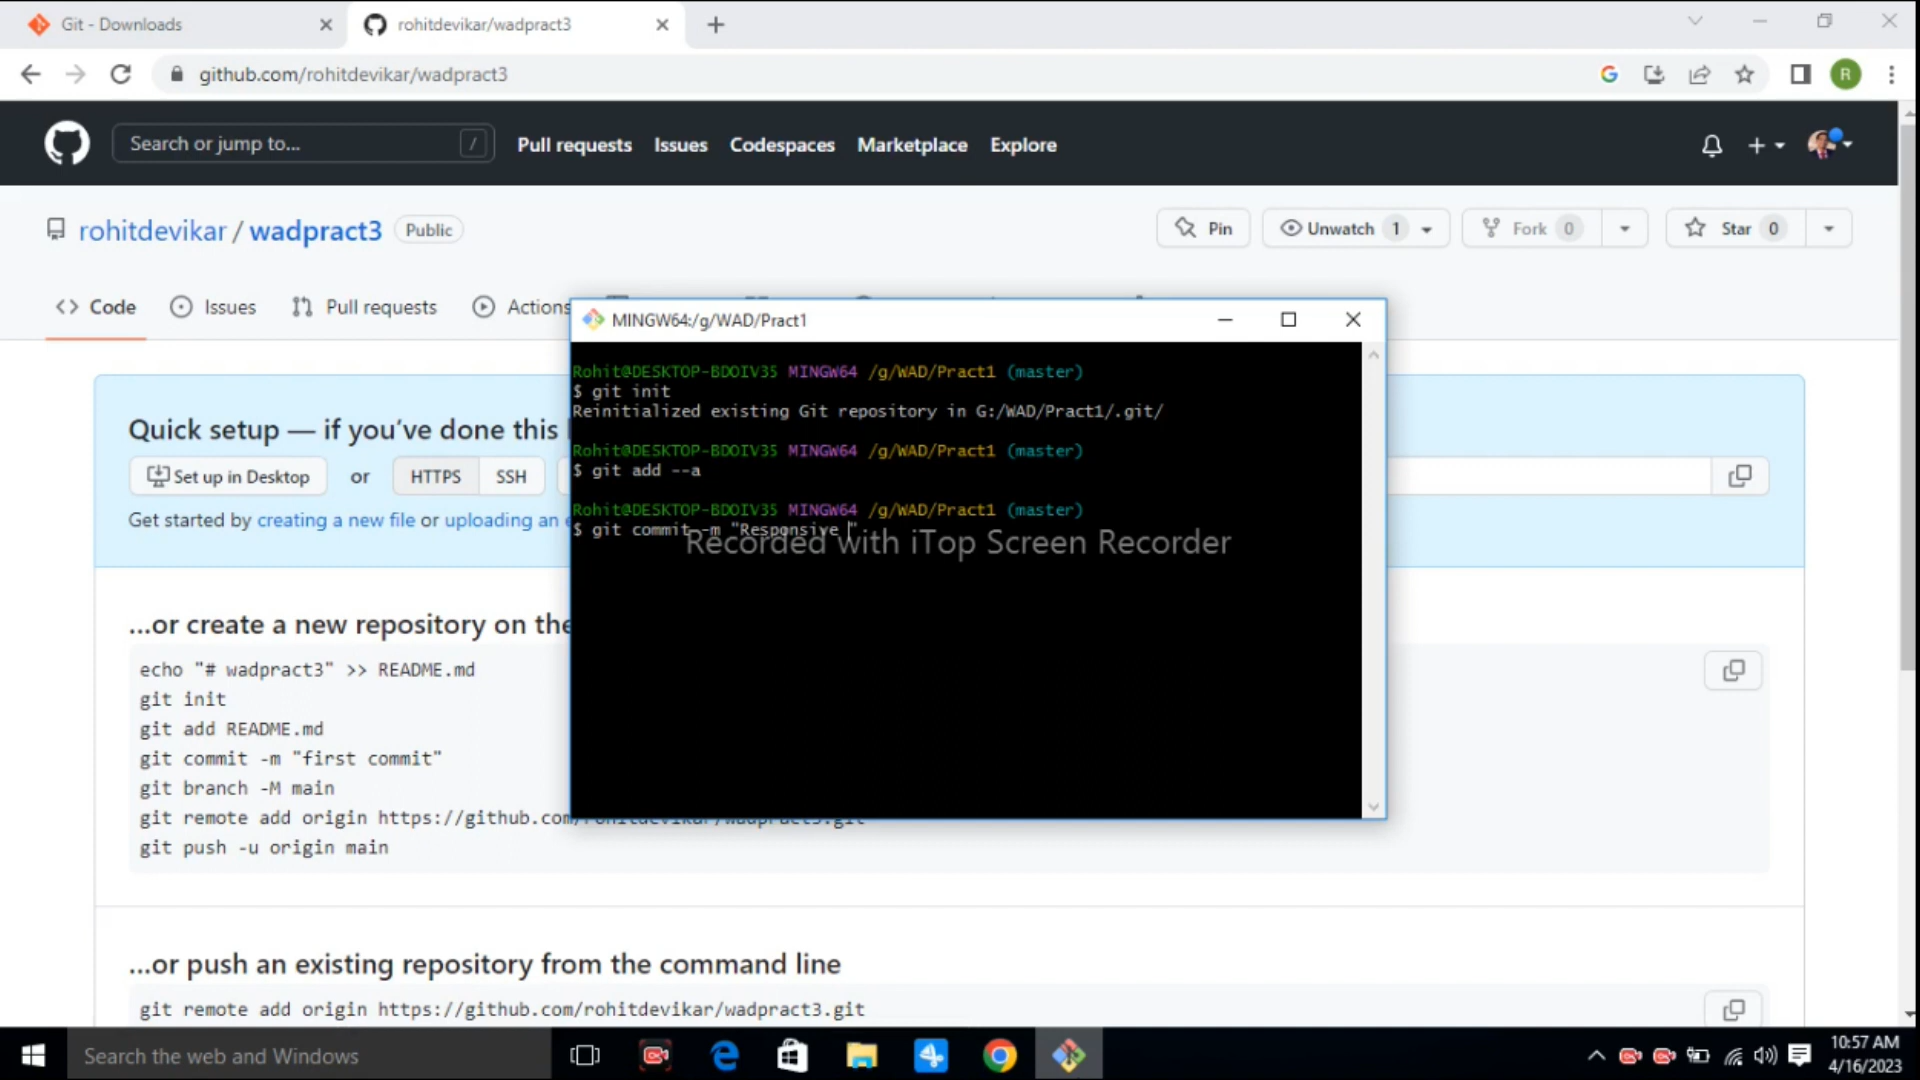 Git - Downloads
rohitdevikar/wadpract3
github.com/rohitdevikar/wadpract3
G
R
Search or jump to...
/
Pull requests
Issues
Codespaces
Marketplace
Explore
rohitdevikar / wadpract3
Public
Pin
Unwatch 1
Fork 0
Star 0
Code
Issues
Pull requests
Actions
MINGW64:/g/WAD/Pract1
Rohit@DESKTOP-BDOIV35 MINGW64 /g/WAD/Pract1 (master)
$ git init
Reinitialized existing Git repository in G:/WAD/Pract1/.git/
Rohit@DESKTOP-BDOIV35 MINGW64 /g/WAD/Pract1 (master)
$ git add --a
Rohit@DESKTOP-BDOIV35 MINGW64 /g/WAD/Pract1 (master)
$ git commit -m "Responsive "
Recorded with iTop Screen Recorder
Quick setup — if you’ve done this
Set up in Desktop
or
HTTPS
SSH
Get started by creating a new file or uploading an
...or create a new repository on the
echo "# wadpract3" >> README.md
git init
git add README.md
git commit -m "first commit"
git branch -M main
git remote add origin https://github.com/rohitdevikar/wadpract3.git
git push -u origin main
...or push an existing repository from the command line
git remote add origin https://github.com/rohitdevikar/wadpract3.git
Search the web and Windows
10:57 AM
4/16/2023